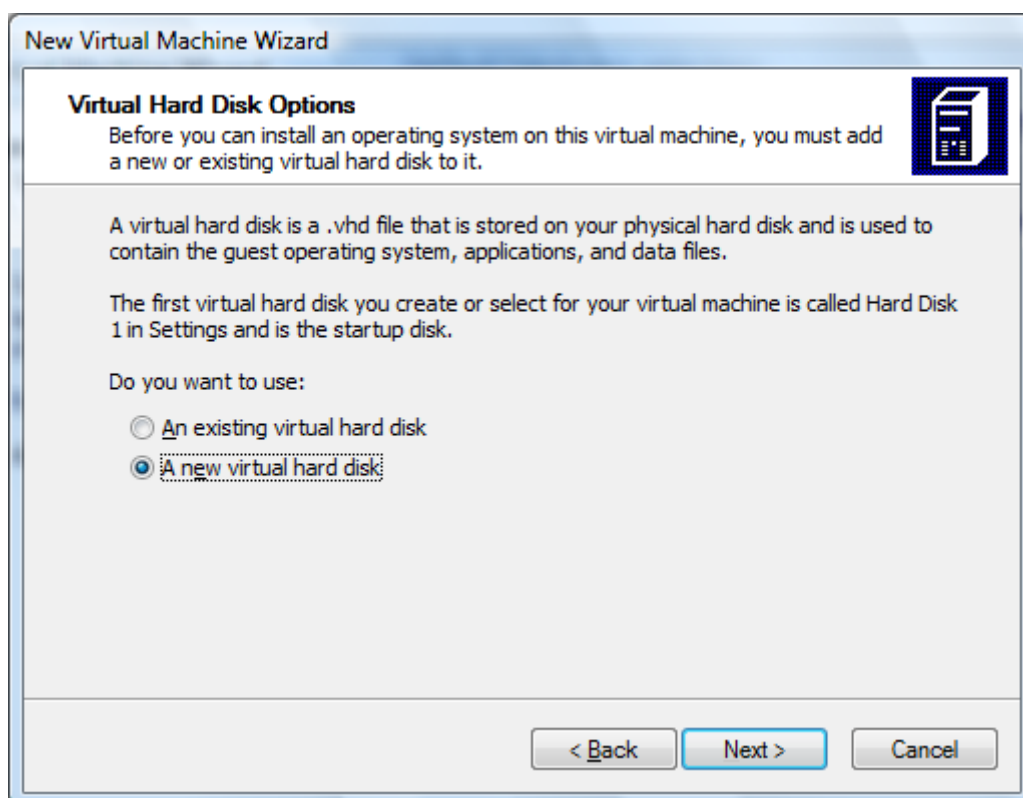 New Virtual Machine Wizard
Virtual Hard Disk Options
Before you can install an operating system on this virtual machine, you must add
a new or existing virtual hard disk to it.
A virtual hard disk is a .vhd file that is stored on your physical hard disk and is used to
contain the guest operating system, applications, and data files.
The first virtual hard disk you create or select for your virtual machine is called Hard Disk
1 in Settings and is the startup disk.
Do you want to use:
An existing virtual hard disk
A new virtual hard disk
< Back
Next >
Cancel